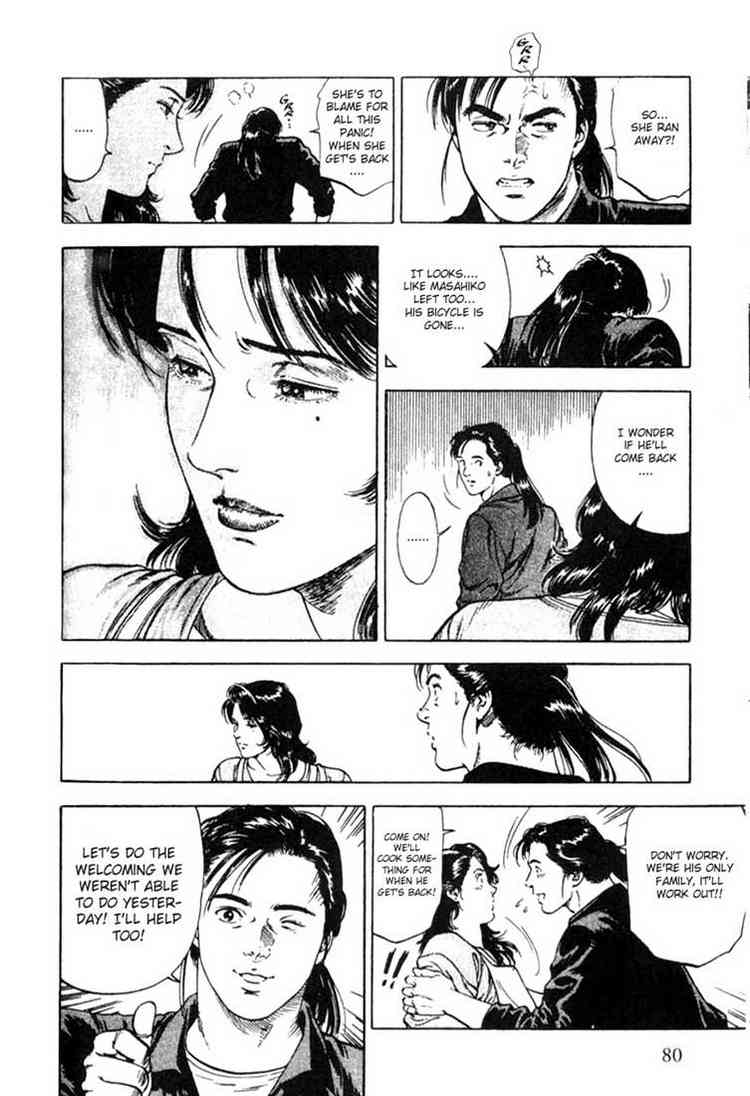 GRR
SO...
SHE RAN
AWAY?!
SHE'S TO
BLAME FOR
ALL THIS
PANIC!
WHEN SHE
GET'S BACK
....
GRR...
.....
IT LOOKS....
LIKE MASAHIKO
LEFT TOO...
HIS BICYCLE IS
GONE...
I WONDER
IF HE'LL
COME BACK
....
......
DON'T WORRY.
WE'RE HIS ONLY
FAMILY, IT'LL
WORK OUT!!
COME ON!
WE'LL
COOK SOME-
THING FOR
WHEN HE
GET'S BACK!
!!
LET'S DO THE
WELCOMING WE
WEREN'T ABLE
TO DO YESTER-
DAY! I'LL HELP
TOO!
80